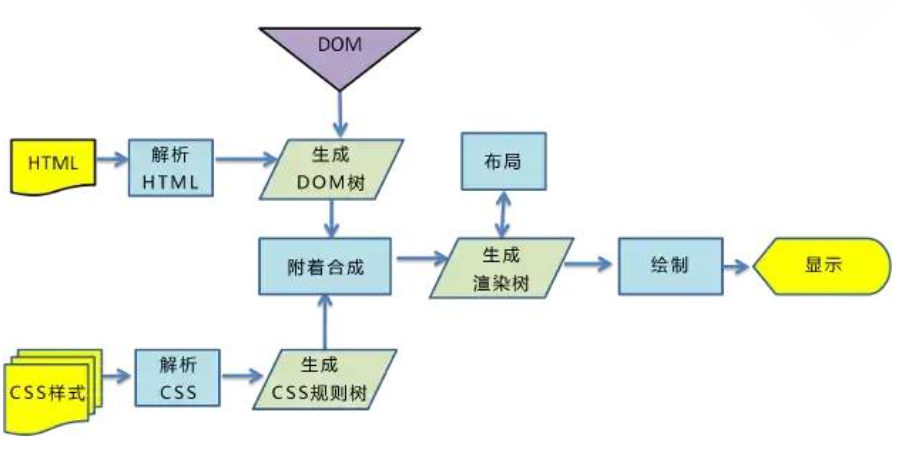 DOM
HTML
解析
HTML
生成
DOM树
布局
附着合成
生成
渲染树
绘制
显示
CSS样式
解析
CSS
生成
CSS规则树